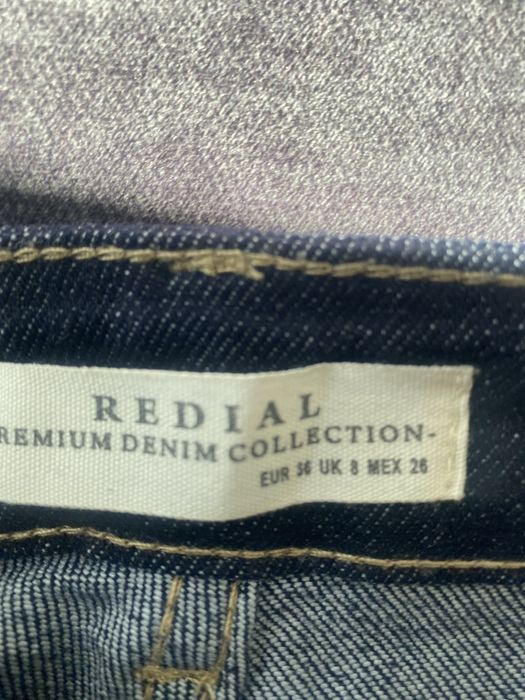 REDIAL
REMIUM DENIM COLLECTION-
EUR 36 UK 8 MEX 26